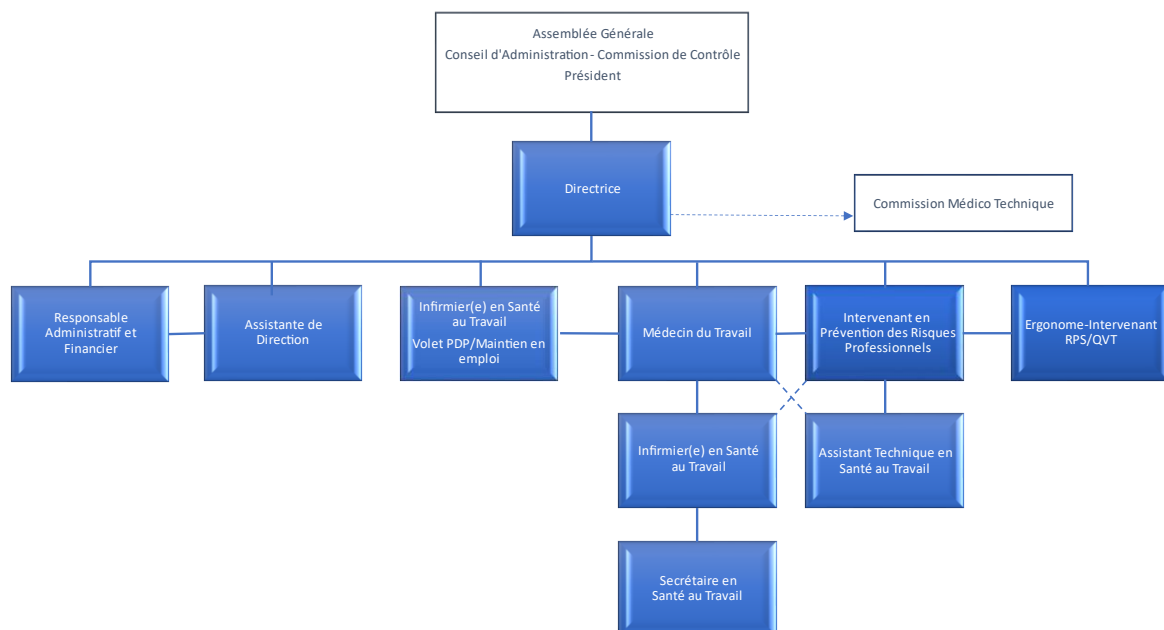 Assemblée Générale
Conseil d'Administration - Commission de Contrôle
Président
Directrice
Commission Médico Technique
Responsable
Administratif et
Financier
Assistante de
Direction
Infirmier(e) en Santé
au Travail
Volet PDP/Maintien en
emploi
Médecin du Travail
Intervenant en
Prévention des Risques
Professionnels
Ergonome-Intervenant
RPS/QVT
Infirmier(e) en Santé
au Travail
Assistant Technique en
Santé au Travail
Secrétaire en
Santé au Travail